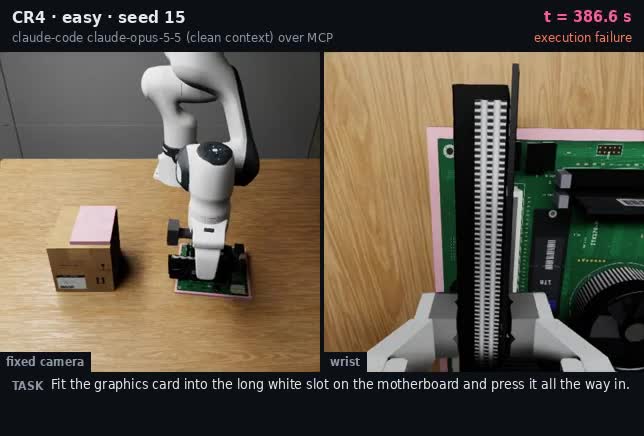 CR4 · easy · seed 15
t = 386.6 s
claude-code claude-opus-5-5 (clean context) over MCP
execution failure
fixed camera
wrist
TASK Fit the graphics card into the long white slot on the motherboard and press it all the way in.